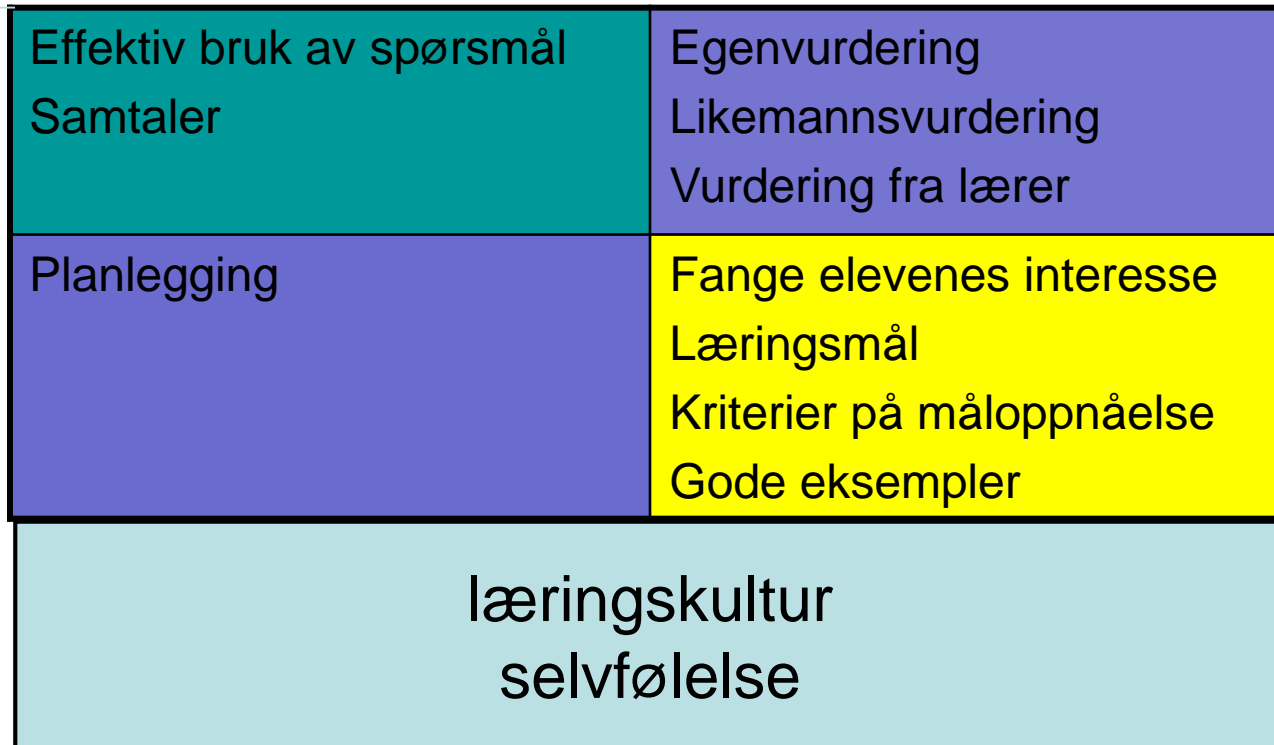 Effektiv bruk av spørsmål
Samtaler
Egenvurdering
Likemannsvurdering
Vurdering fra lærer
Planlegging
Fange elevenes interesse
Læringsmål
Kriterier på måloppnåelse
Gode eksempler
læringskultur
selvfølelse